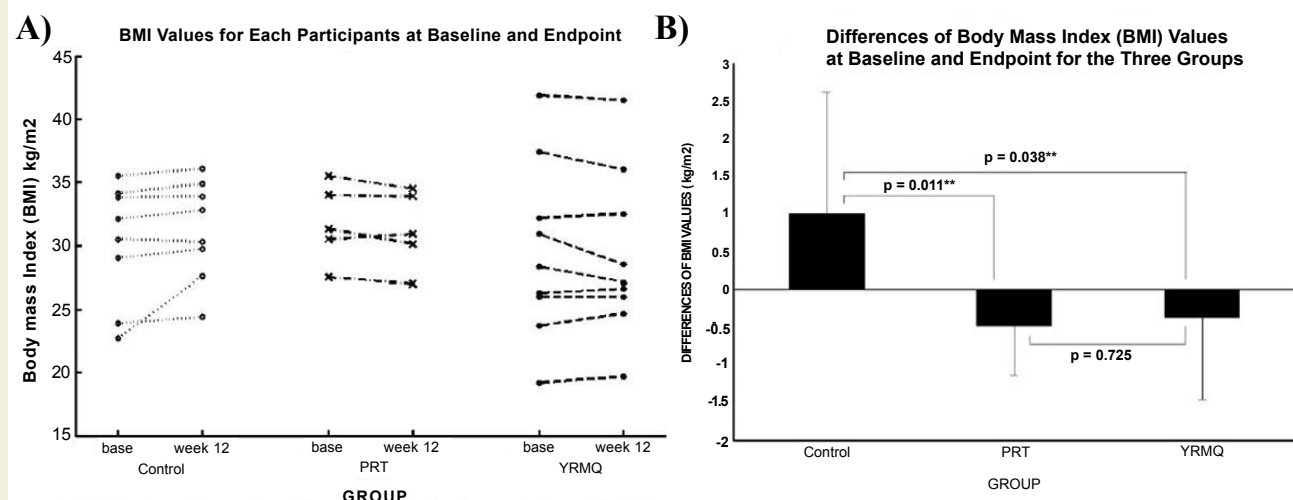 A)
BMI Values for Each Participants at Baseline and Endpoint
Body mass Index (BMI) kg/m2
45
40
35
30
25
20
15
base week 12 base week 12 base week 12
Control PRT YRMQ
GROUP
B)
Differences of Body Mass Index (BMI) Values
at Baseline and Endpoint for the Three Groups
DIFFERENCES OF BMI VALUES (kg/m2)
3
2.5
2
1.5
1
0.5
0
-0.5
-1
-1.5
-2
p = 0.038**
p = 0.011**
p = 0.725
Control PRT YRMQ
GROUP